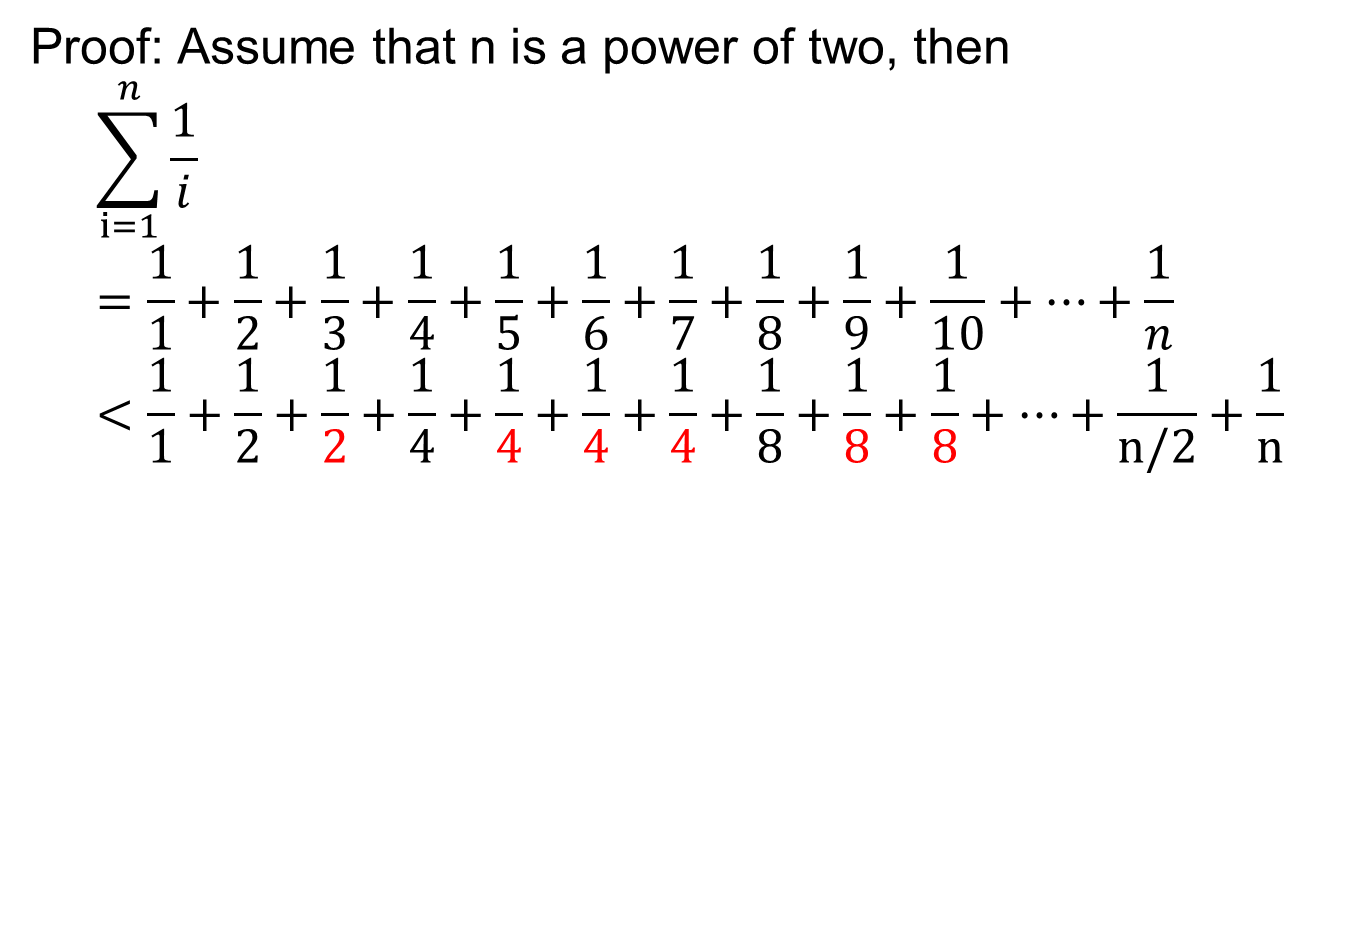 Proof: Assume that n is a power of two, then
n
∑ 1/i
i=1
= 1/1 + 1/2 + 1/3 + 1/4 + 1/5 + 1/6 + 1/7 + 1/8 + 1/9 + 1/10 + ⋯ + 1/n
< 1/1 + 1/2 + 1/2 + 1/4 + 1/4 + 1/4 + 1/4 + 1/8 + 1/8 + 1/8 + ⋯ + 1/(n/2) + 1/n